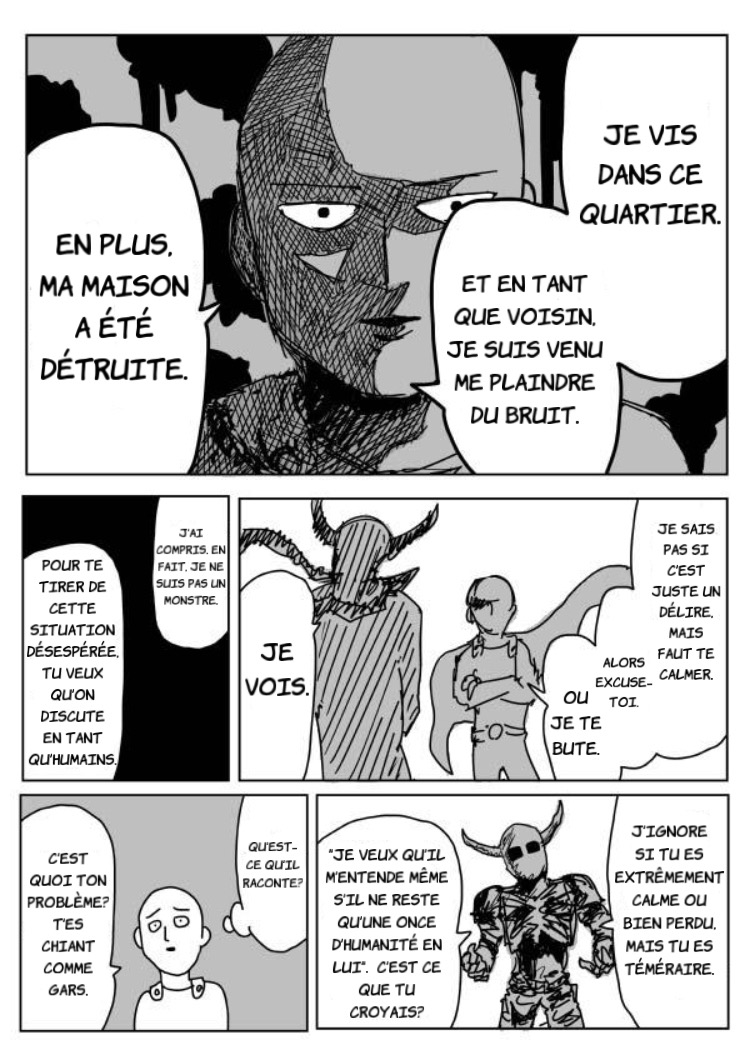 JE VIS
DANS CE
QUARTIER.
ET EN TANT
QUE VOISIN,
JE SUIS VENU
ME PLAINDRE
DU BRUIT.
EN PLUS,
MA MAISON
A ÉTÉ
DÉTRUITE.
JE SAIS
PAS SI
C'EST
JUSTE UN
DÉLIRE,
MAIS
FAUT TE
CALMER.
ALORS
EXCUSE-
TOI.
OU
JE TE
BUTE.
JE
VOIS.
J'AI
COMPRIS. EN
FAIT, JE NE
SUIS PAS UN
MONSTRE.
POUR TE
TIRER DE
CETTE
SITUATION
DÉSESPÉRÉE,
TU VEUX
QU'ON
DISCUTE
EN TANT
QU'HUMAINS.
J'IGNORE
SI TU ES
EXTRÊMEMENT
CALME OU
BIEN PERDU,
MAIS TU ES
TÉMÉRAIRE.
"JE VEUX QU'IL
M'ENTENDE MÊME
S'IL NE RESTE
QU'UNE ONCE
D'HUMANITÉ EN
LUI". C'EST CE
QUE TU
CROYAIS?
QU'EST-
CE QU'IL
RACONTE?
C'EST
QUOI TON
PROBLÈME?
T'ES
CHIANT
COMME
GARS.